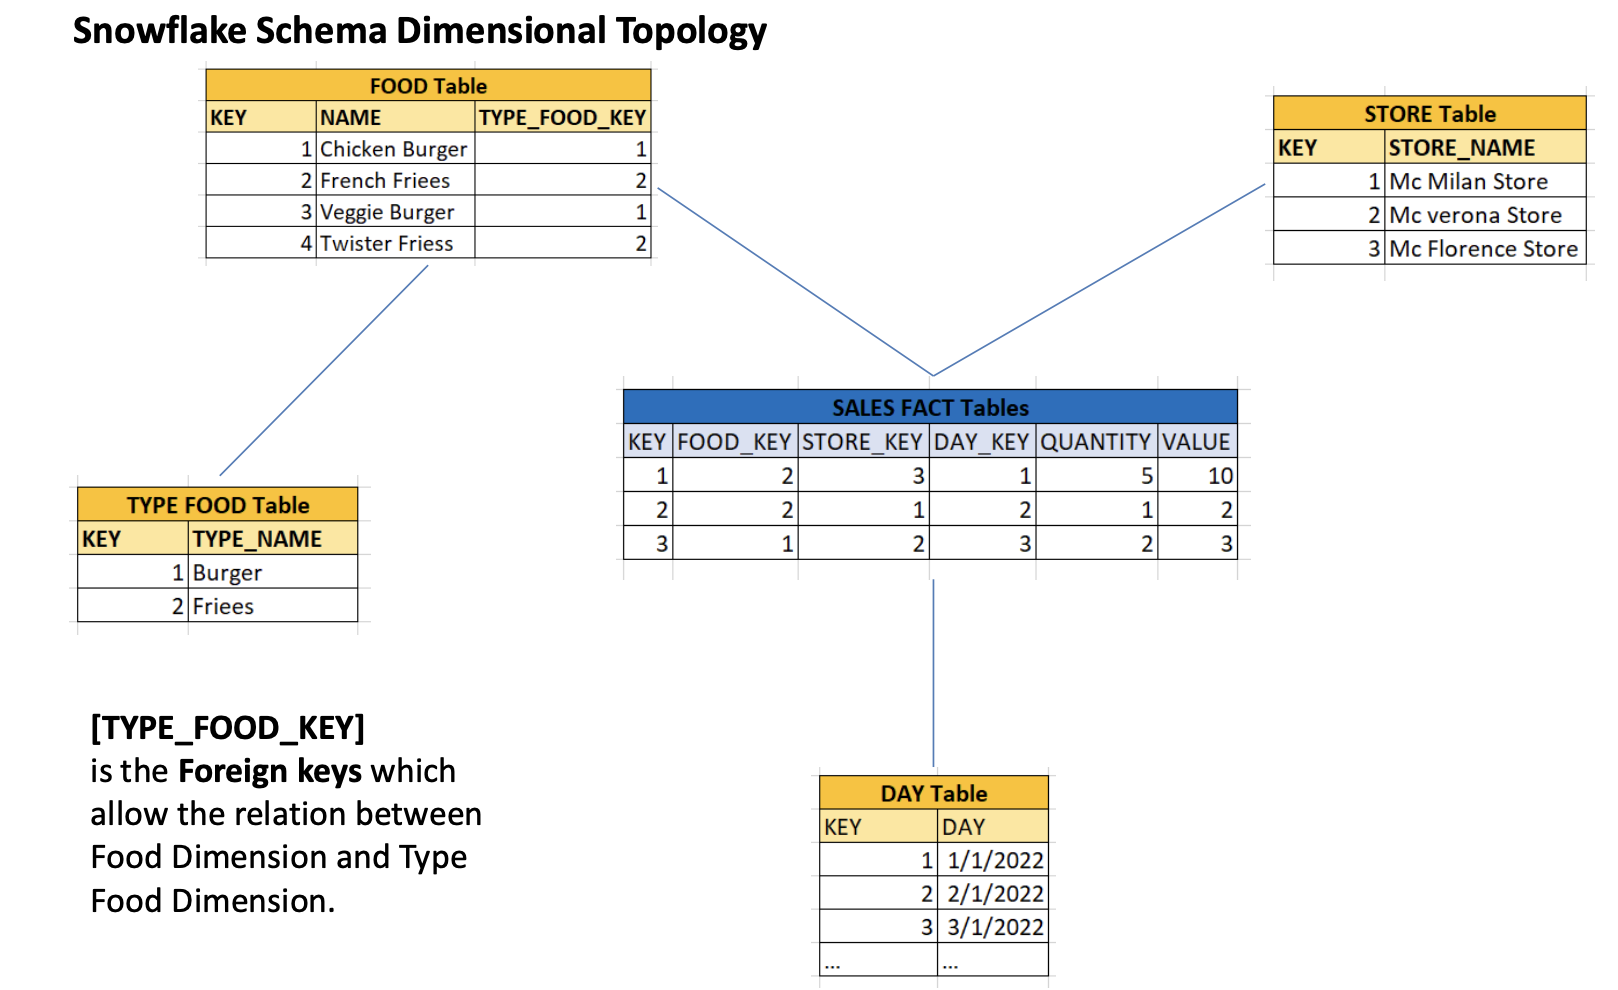 Snowflake Schema Dimensional Topology
FOOD Table
KEY NAME TYPE_FOOD_KEY
1 Chicken Burger 1
2 French Friees 2
3 Veggie Burger 1
4 Twister Friess 2
STORE Table
KEY STORE_NAME
1 Mc Milan Store
2 Mc verona Store
3 Mc Florence Store
SALES FACT Tables
KEY FOOD_KEY STORE_KEY DAY_KEY QUANTITY VALUE
1 2 3 1 5 10
2 2 1 2 1 2
3 1 2 3 2 3
TYPE FOOD Table
KEY TYPE_NAME
1 Burger
2 Friees
[TYPE_FOOD_KEY]
is the Foreign keys which
allow the relation between
Food Dimension and Type
Food Dimension.
DAY Table
KEY DAY
1 1/1/2022
2 2/1/2022
3 3/1/2022
... ...